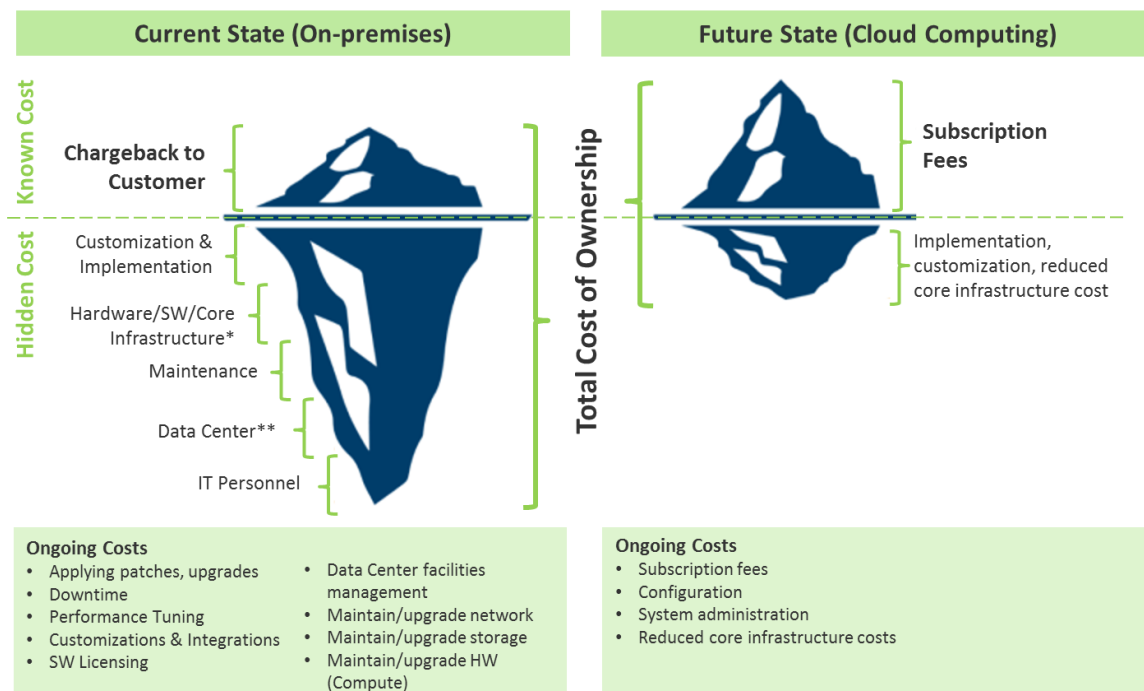 Current State (On-premises)
Future State (Cloud Computing)
Known Cost
Hidden Cost
Chargeback to
Customer
Customization &
Implementation
Hardware/SW/Core
Infrastructure*
Maintenance
Data Center**
IT Personnel
Total Cost of Ownership
Subscription
Fees
Implementation,
customization, reduced
core infrastructure cost
Ongoing Costs
• Applying patches, upgrades
• Downtime
• Performance Tuning
• Customizations & Integrations
• SW Licensing
• Data Center facilities
management
• Maintain/upgrade network
• Maintain/upgrade storage
• Maintain/upgrade HW
(Compute)
Ongoing Costs
• Subscription fees
• Configuration
• System administration
• Reduced core infrastructure costs